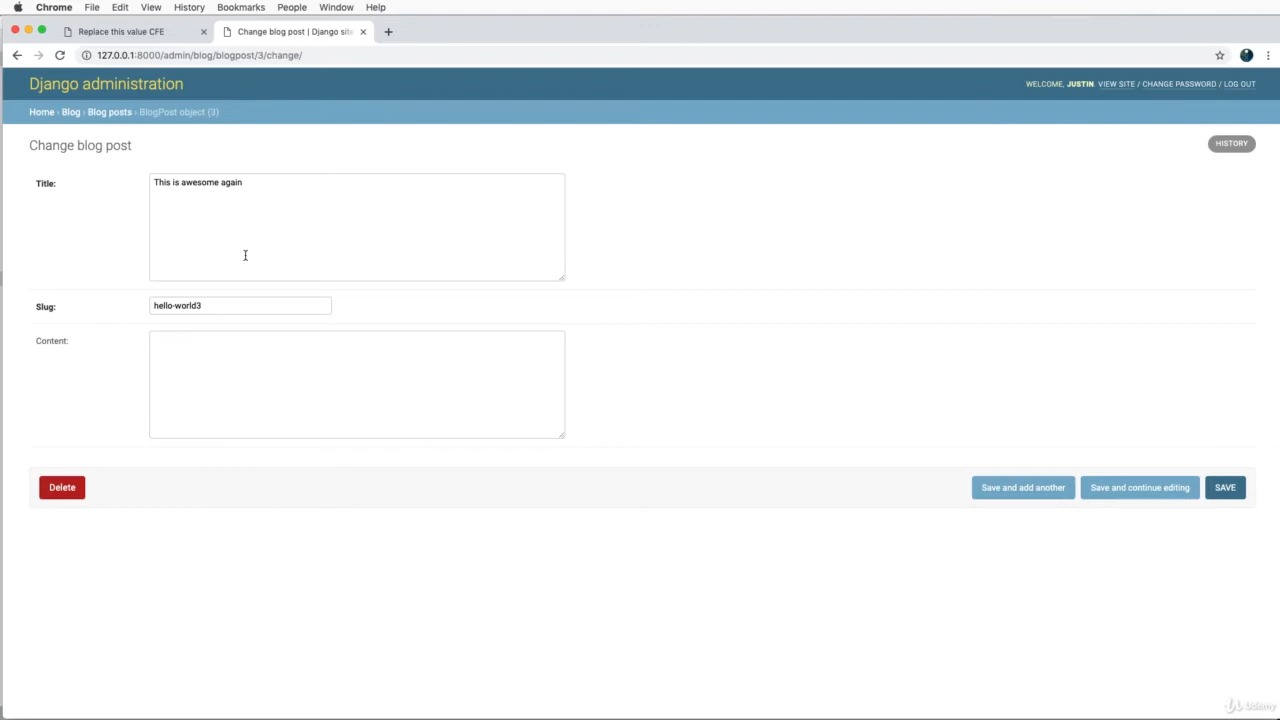 Chrome File Edit View History Bookmarks People Window Help
Replace this value CFE
Change blog post | Django site
127.0.0.1:8000/admin/blog/blogpost/3/change/
Django administration
WELCOME, JUSTIN. VIEW SITE / CHANGE PASSWORD / LOG OUT
Home › Blog › Blog posts › BlogPost object (3)
Change blog post
HISTORY
Title:
This is awesome again
Slug:
hello-world3
Content:
Delete
Save and add another
Save and continue editing
SAVE
Udemy